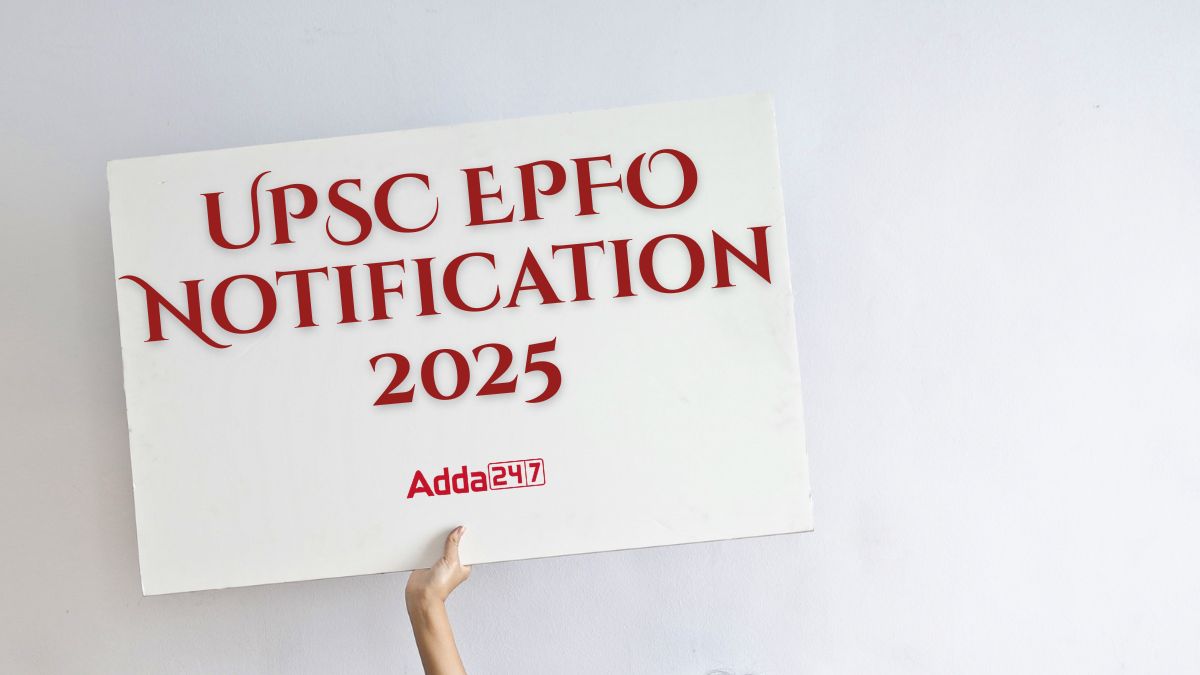 UPSC EPFO
NOTIFICATION
2025
Adda247